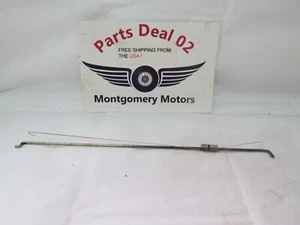 Parts Deal 02
FREE SHIPPING FROM
THE USA!
Montgomery Motors